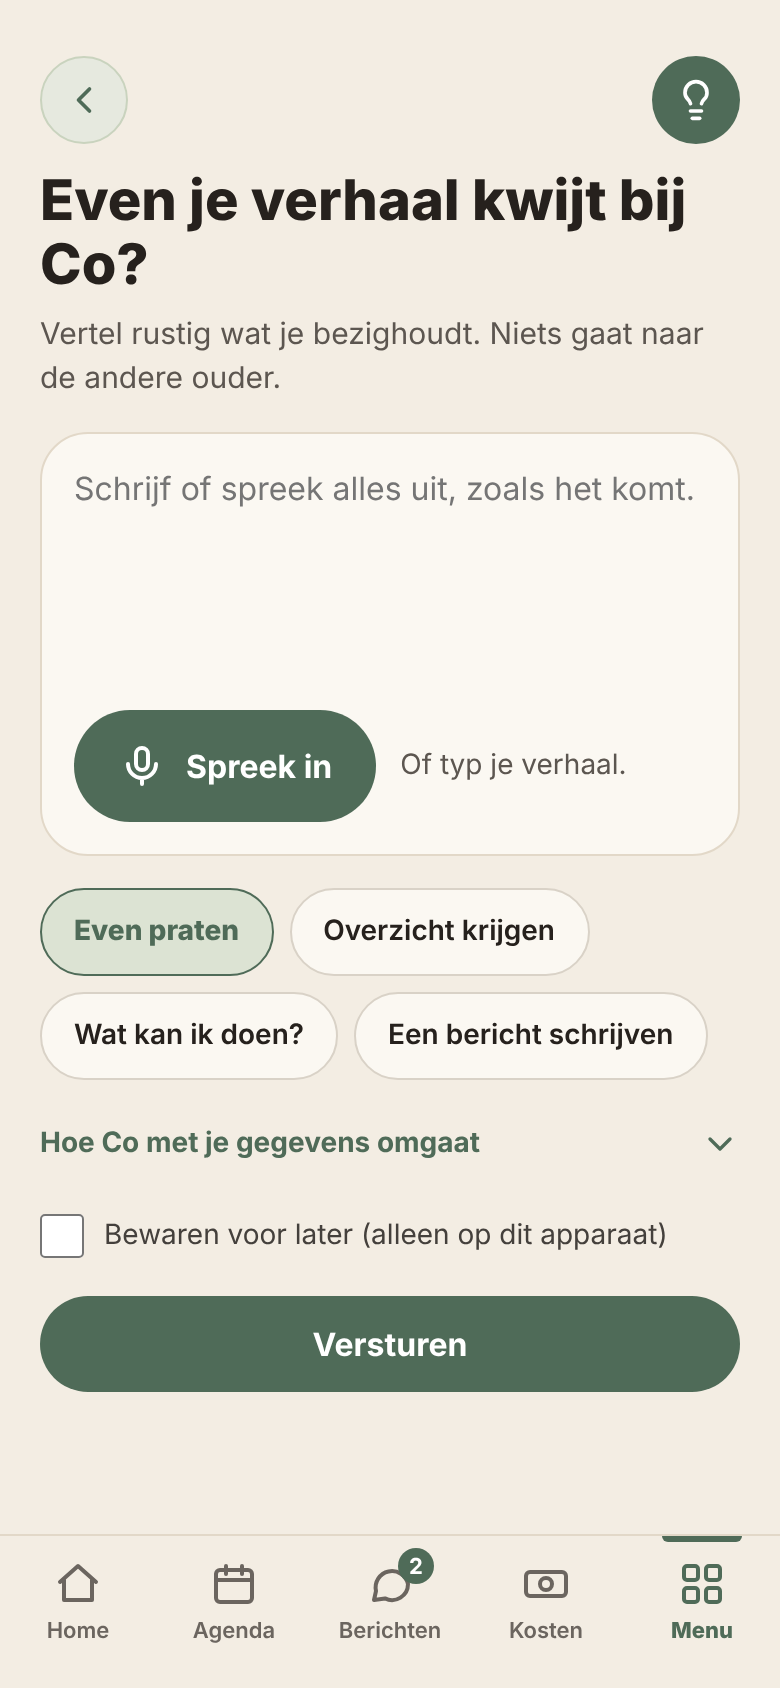 Even je verhaal kwijt bij
Co?
Vertel rustig wat je bezighoudt. Niets gaat naar
de andere ouder.
Schrijf of spreek alles uit, zoals het komt.
Spreek in
Of typ je verhaal.
Even praten
Overzicht krijgen
Wat kan ik doen?
Een bericht schrijven
Hoe Co met je gegevens omgaat
Bewaren voor later (alleen op dit apparaat)
Versturen
2
Home
Agenda
Berichten
Kosten
Menu